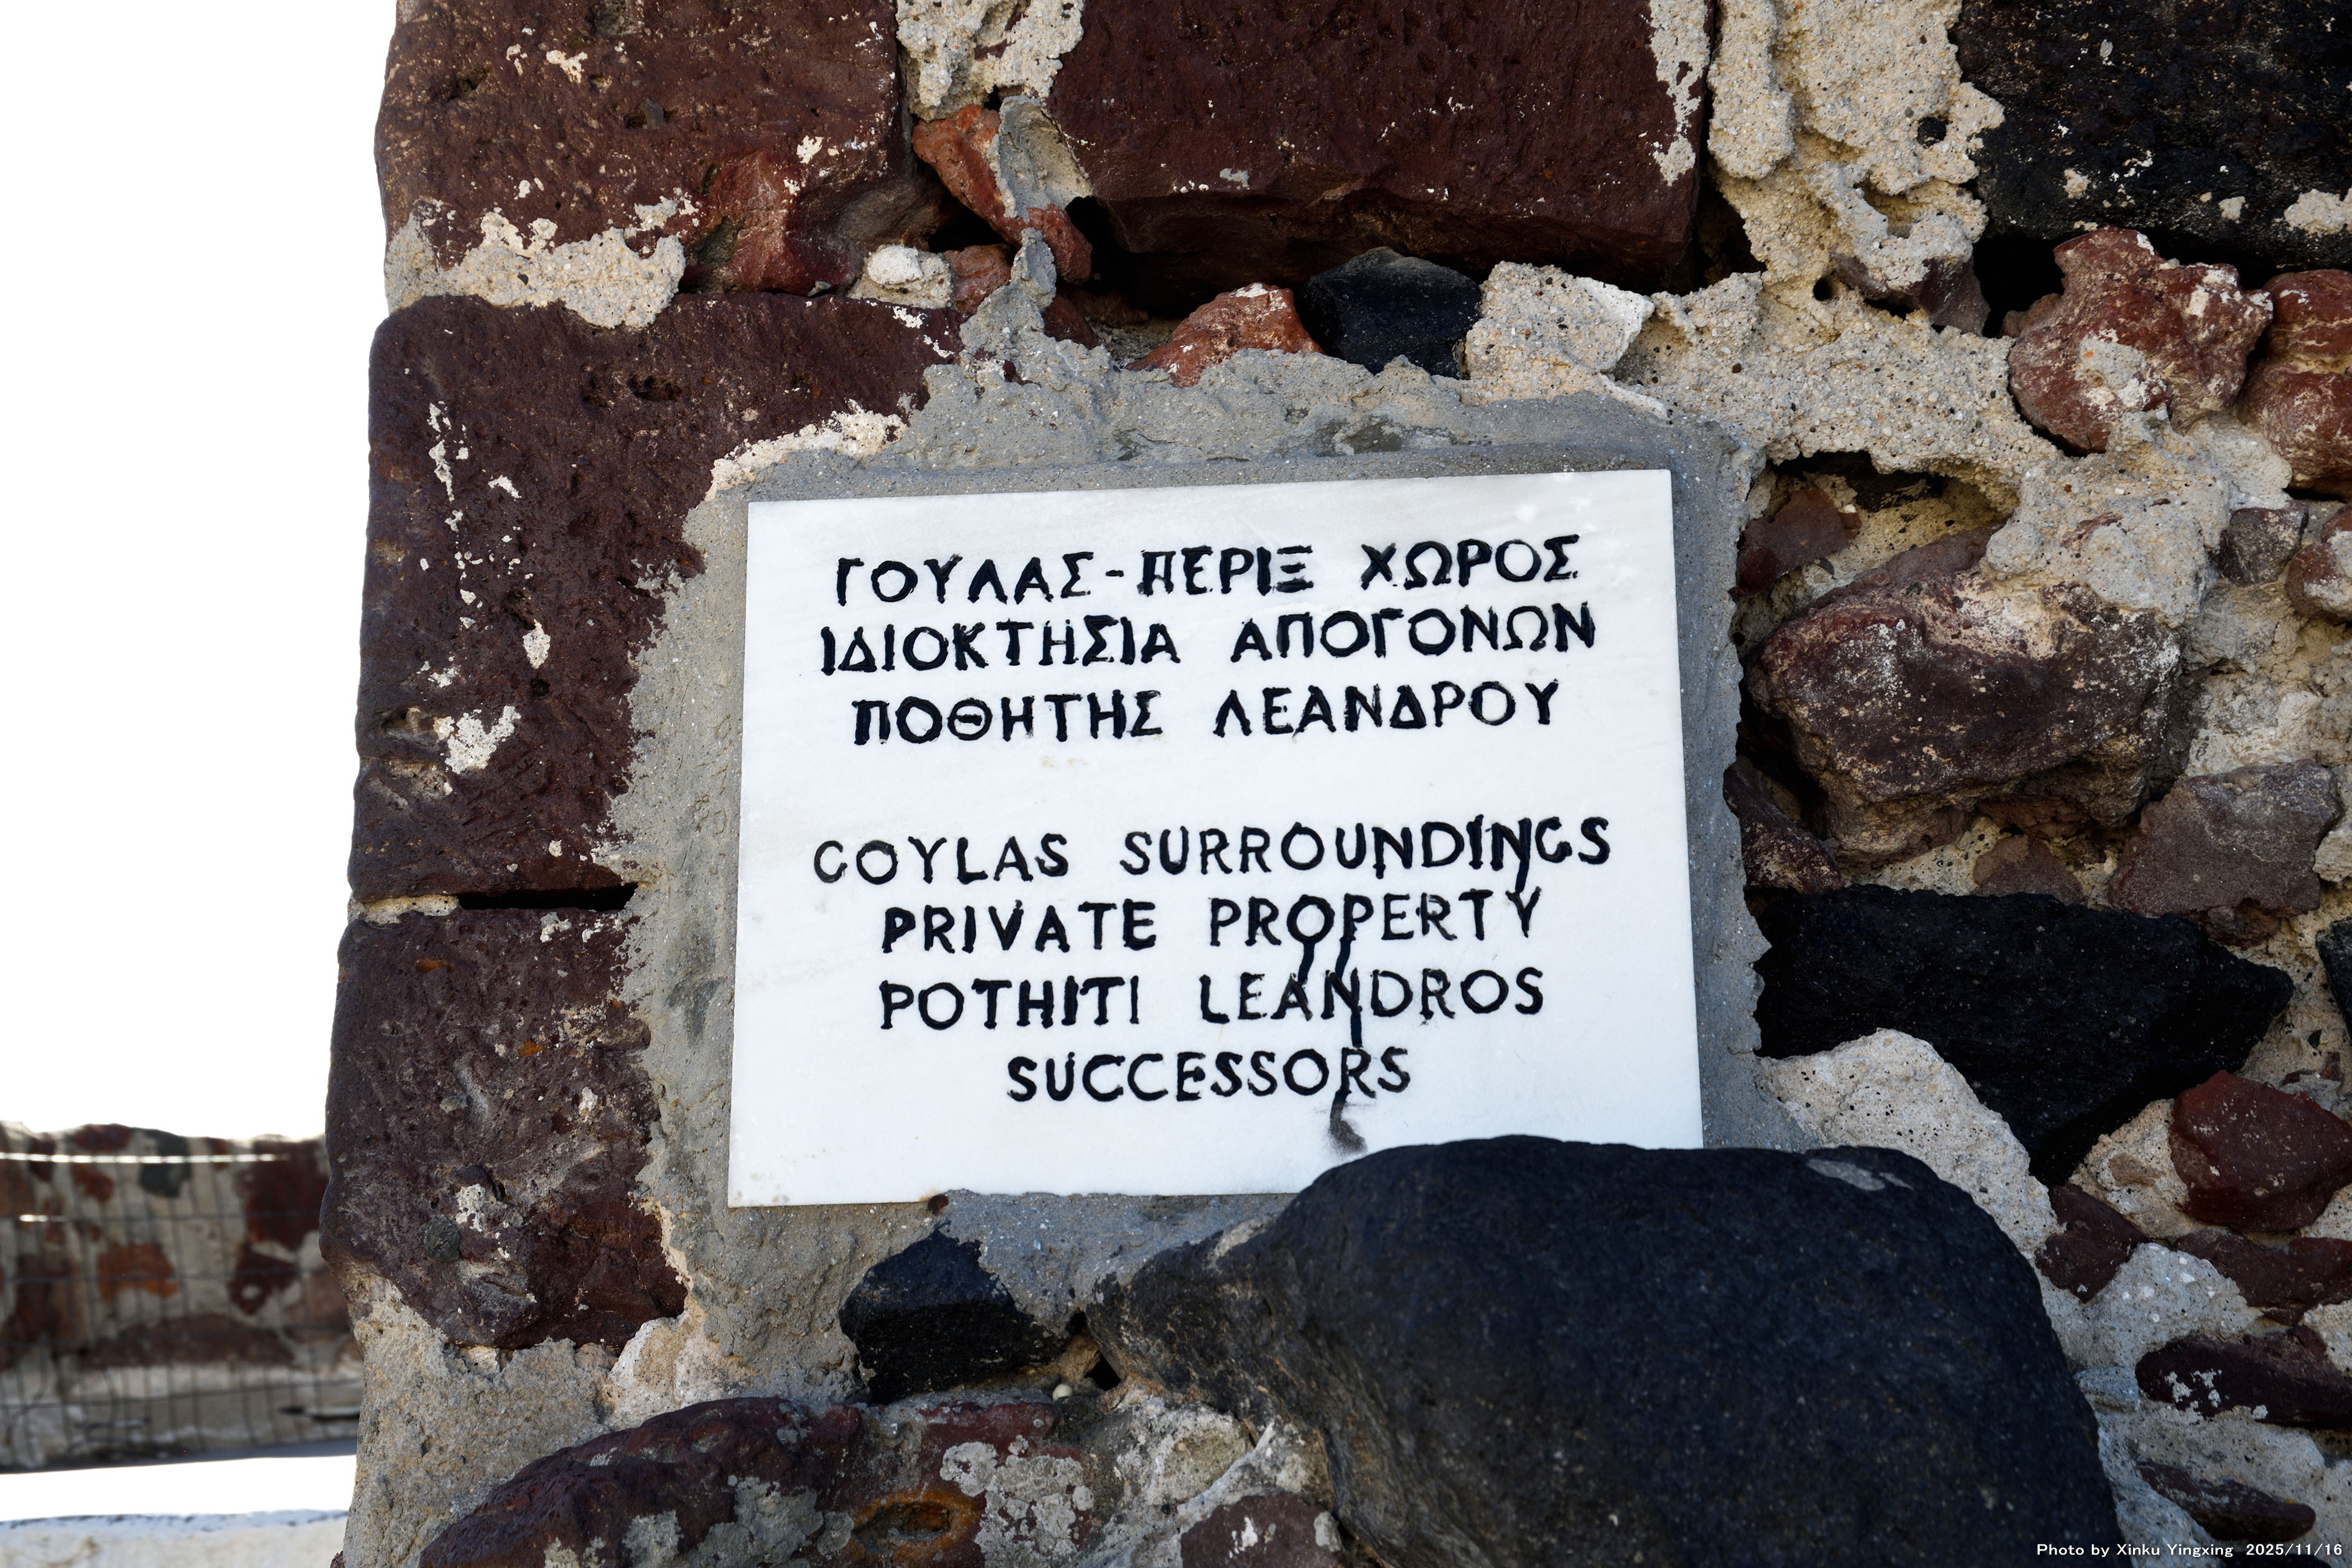 ΓΟΥΛΑΣ-ΠΕΡΙΞ ΧΩΡΟΣ
ΙΔΙΟΚΤΗΣΙΑ ΑΠΟΓΟΝΩΝ
ΠΟΘΗΤΗΣ ΛΕΑΝΔΡΟΥ
GOYLAS SURROUNDINGS
PRIVATE PROPERTY
POTHITI LEANDROS
SUCCESSORS
Photo by Xinku Yingxing 2025/11/16